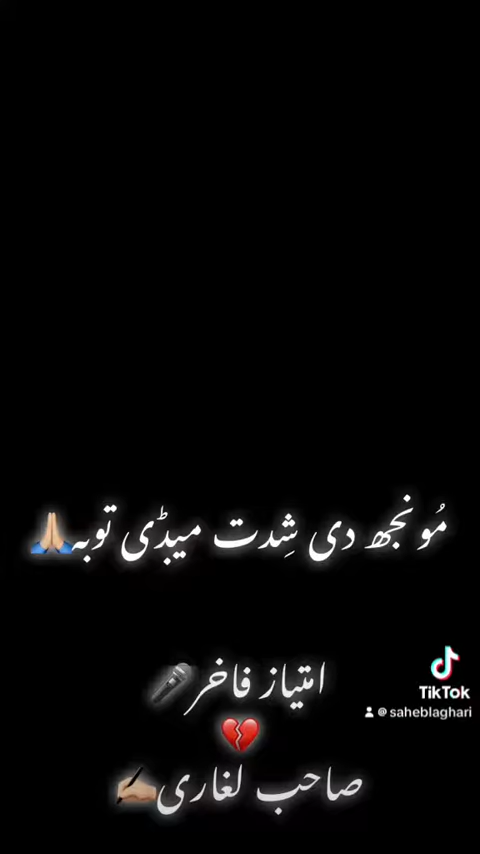 مُونجھ دی شِدت میڈی توبہ🙏🏼
امتیاز فاخر🎤
💔
صاحب لغاری✍🏼
TikTok
@saheblaghari